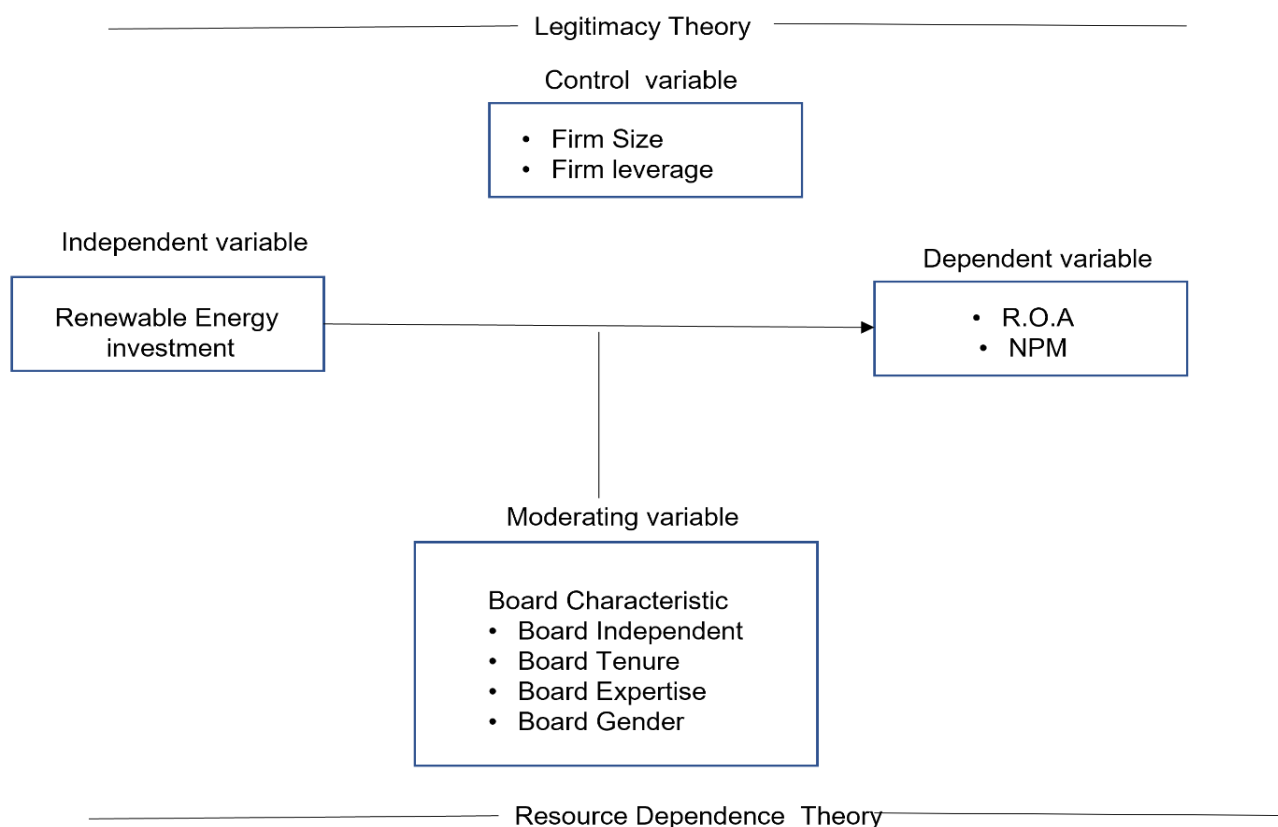 Legitimacy Theory
Control variable
• Firm Size
• Firm leverage
Independent variable
Renewable Energy
investment
Dependent variable
• R.O.A
• NPM
Moderating variable
Board Characteristic
• Board Independent
• Board Tenure
• Board Expertise
• Board Gender
Resource Dependence Theory